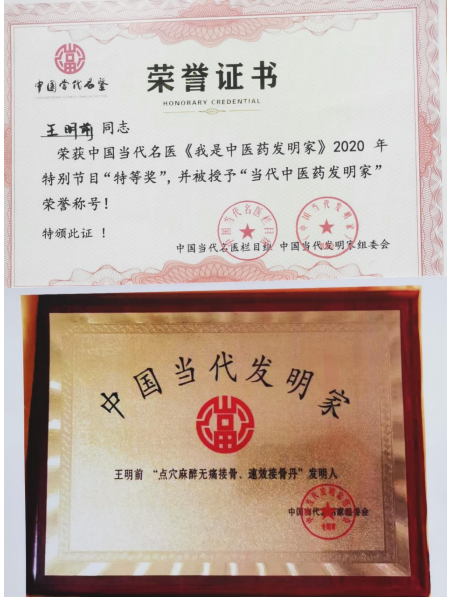 中国当代名医
荣誉证书
HONORARY CREDENTIAL
王明前 同志
荣获中国当代名医《我是中医药发明家》2020 年
特别节目“特等奖”，并被授予“当代中医药发明家”
荣誉称号！
特颁此证 ！
中国当代名医栏目组 中国当代发明家组委会
中国当代发明家
王明前 “点穴麻醉无痛接骨、速效接骨丹”发明人
中国当代发明家组委会